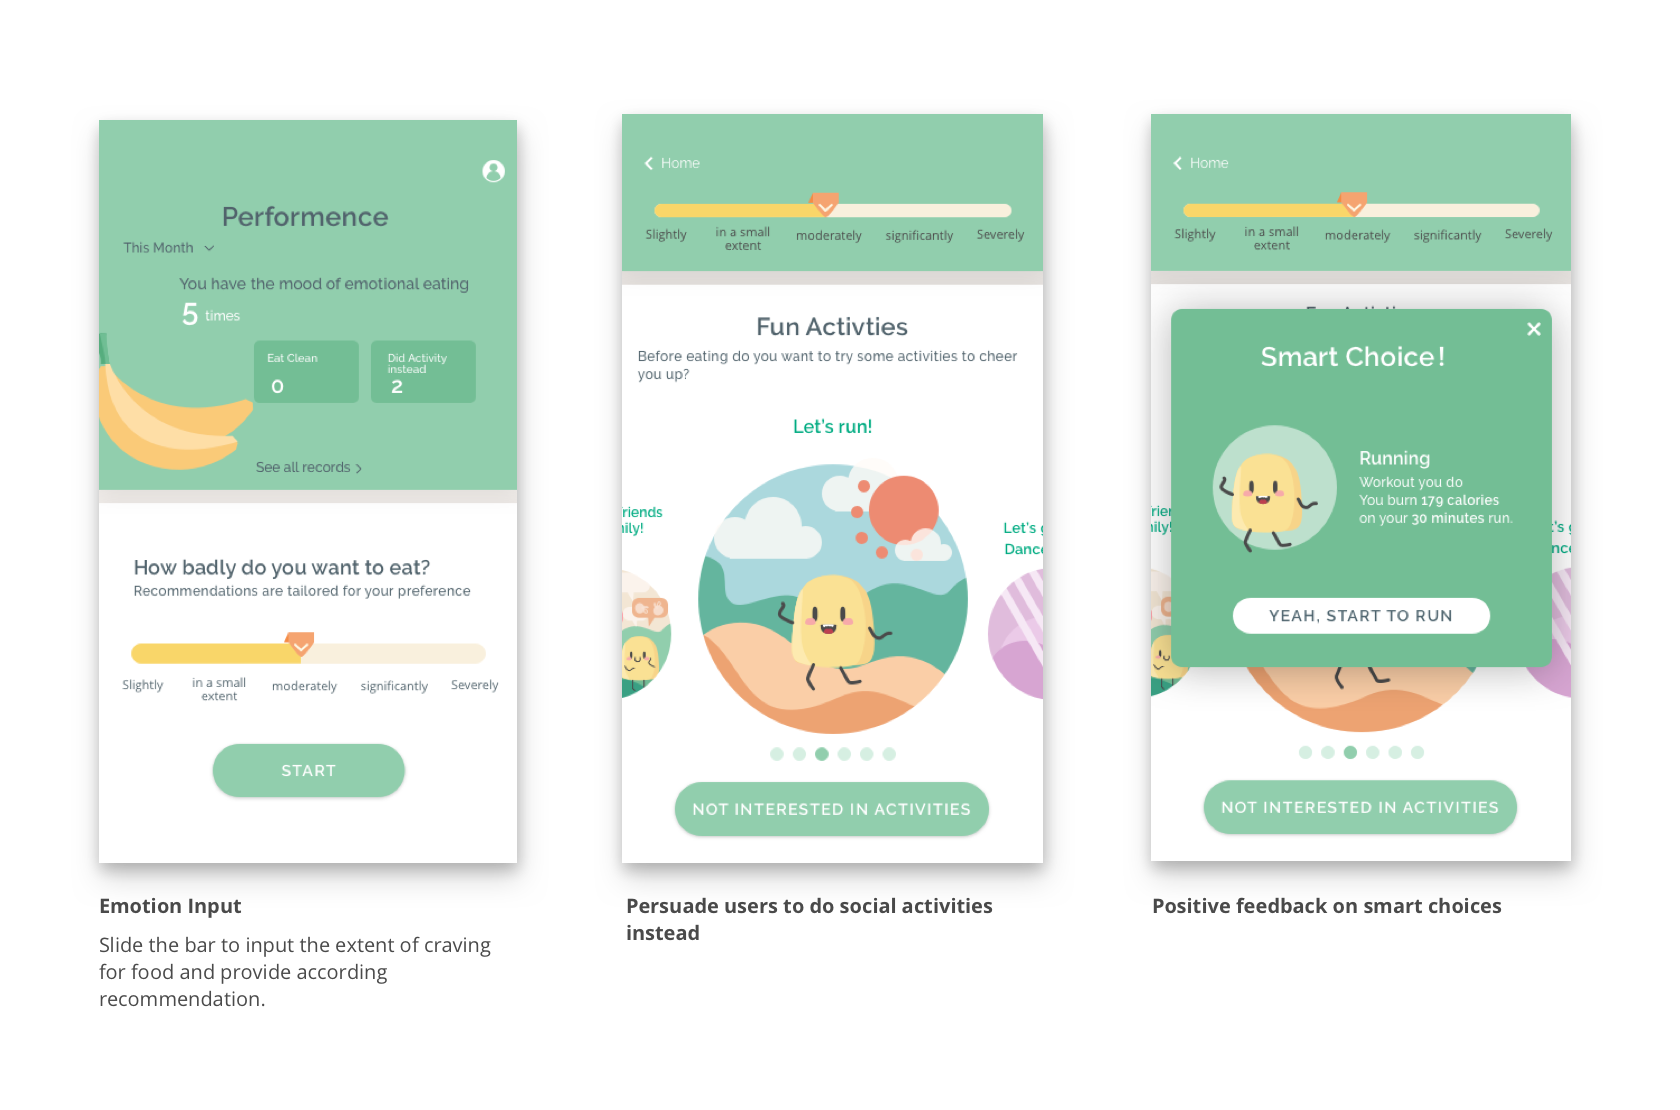 Performence
This Month
You have the mood of emotional eating
5 times
Eat Clean
0
Did Activity
instead
2
See all records
How badly do you want to eat?
Recommendations are tailored for your preference
Slightly
in a small
extent
moderately
significantly
Severely
START
Emotion Input
Slide the bar to input the extent of craving
for food and provide according
recommendation.
Home
Slightly
in a small
extent
moderately
significantly
Severely
Fun Activties
Before eating do you want to try some activities to cheer
you up?
Let's run!
riends
ily!
Let's g
Dance
NOT INTERESTED IN ACTIVITIES
Persuade users to do social activities
instead
Home
Slightly
in a small
extent
moderately
significantly
Severely
Smart Choice!
Running
Workout you do
You burn 179 calories
on your 30 minutes run.
YEAH, START TO RUN
NOT INTERESTED IN ACTIVITIES
Positive feedback on smart choices